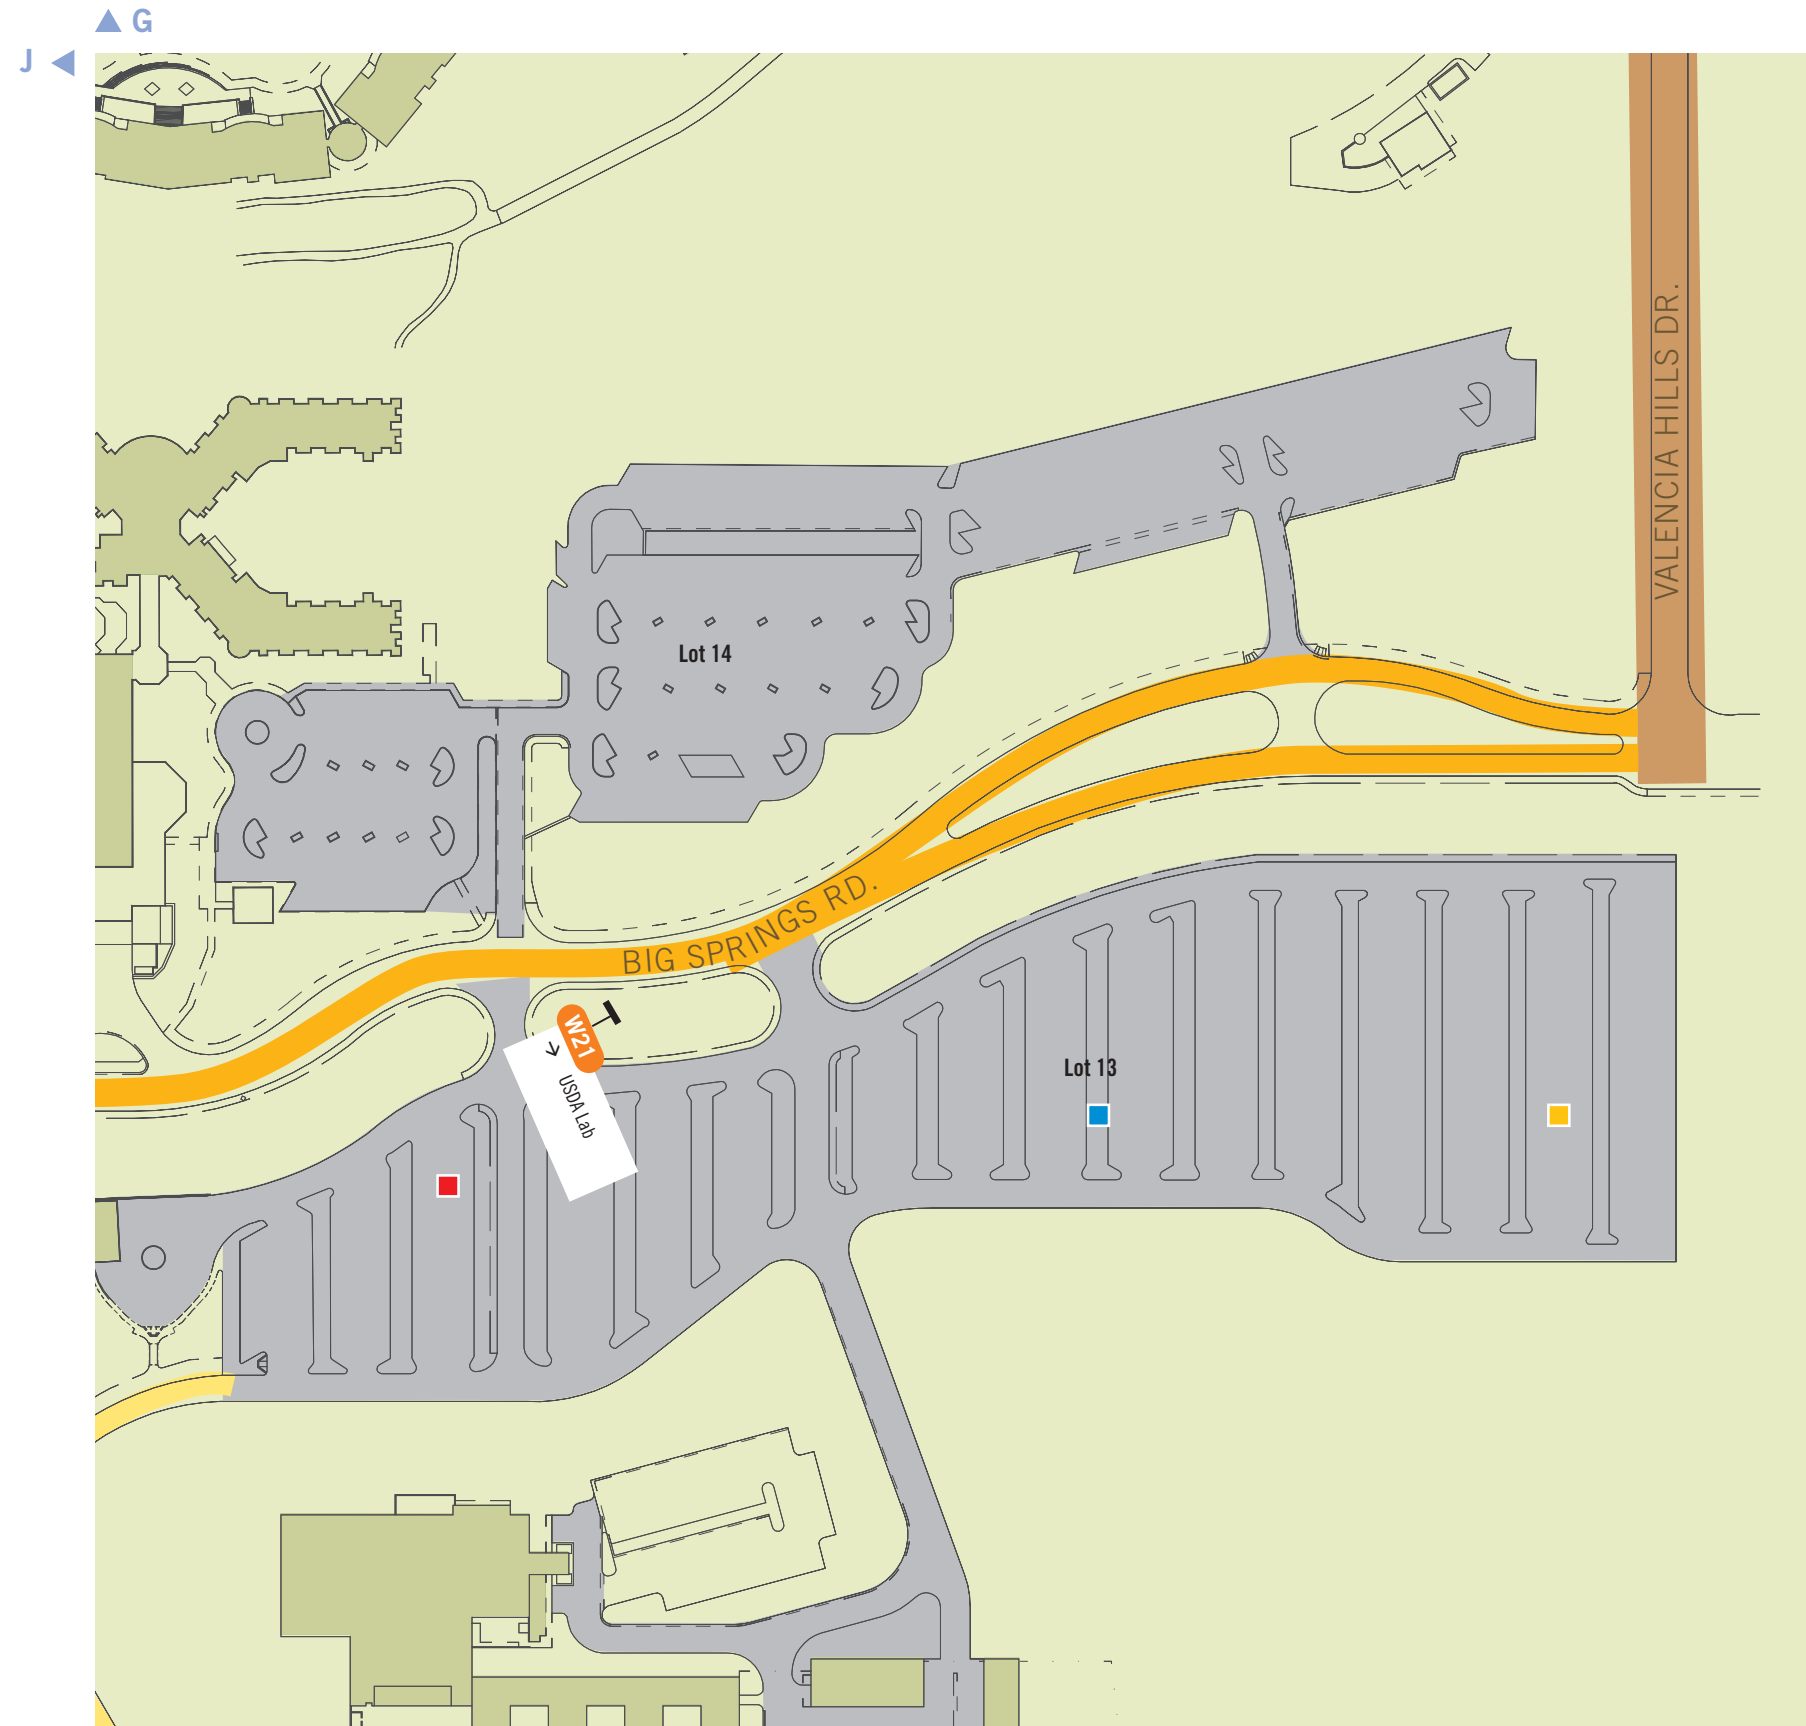 G
J
VALENCIA HILLS DR.
Lot 14
BIG SPRINGS RD.
W21
USDA Lab
Lot 13